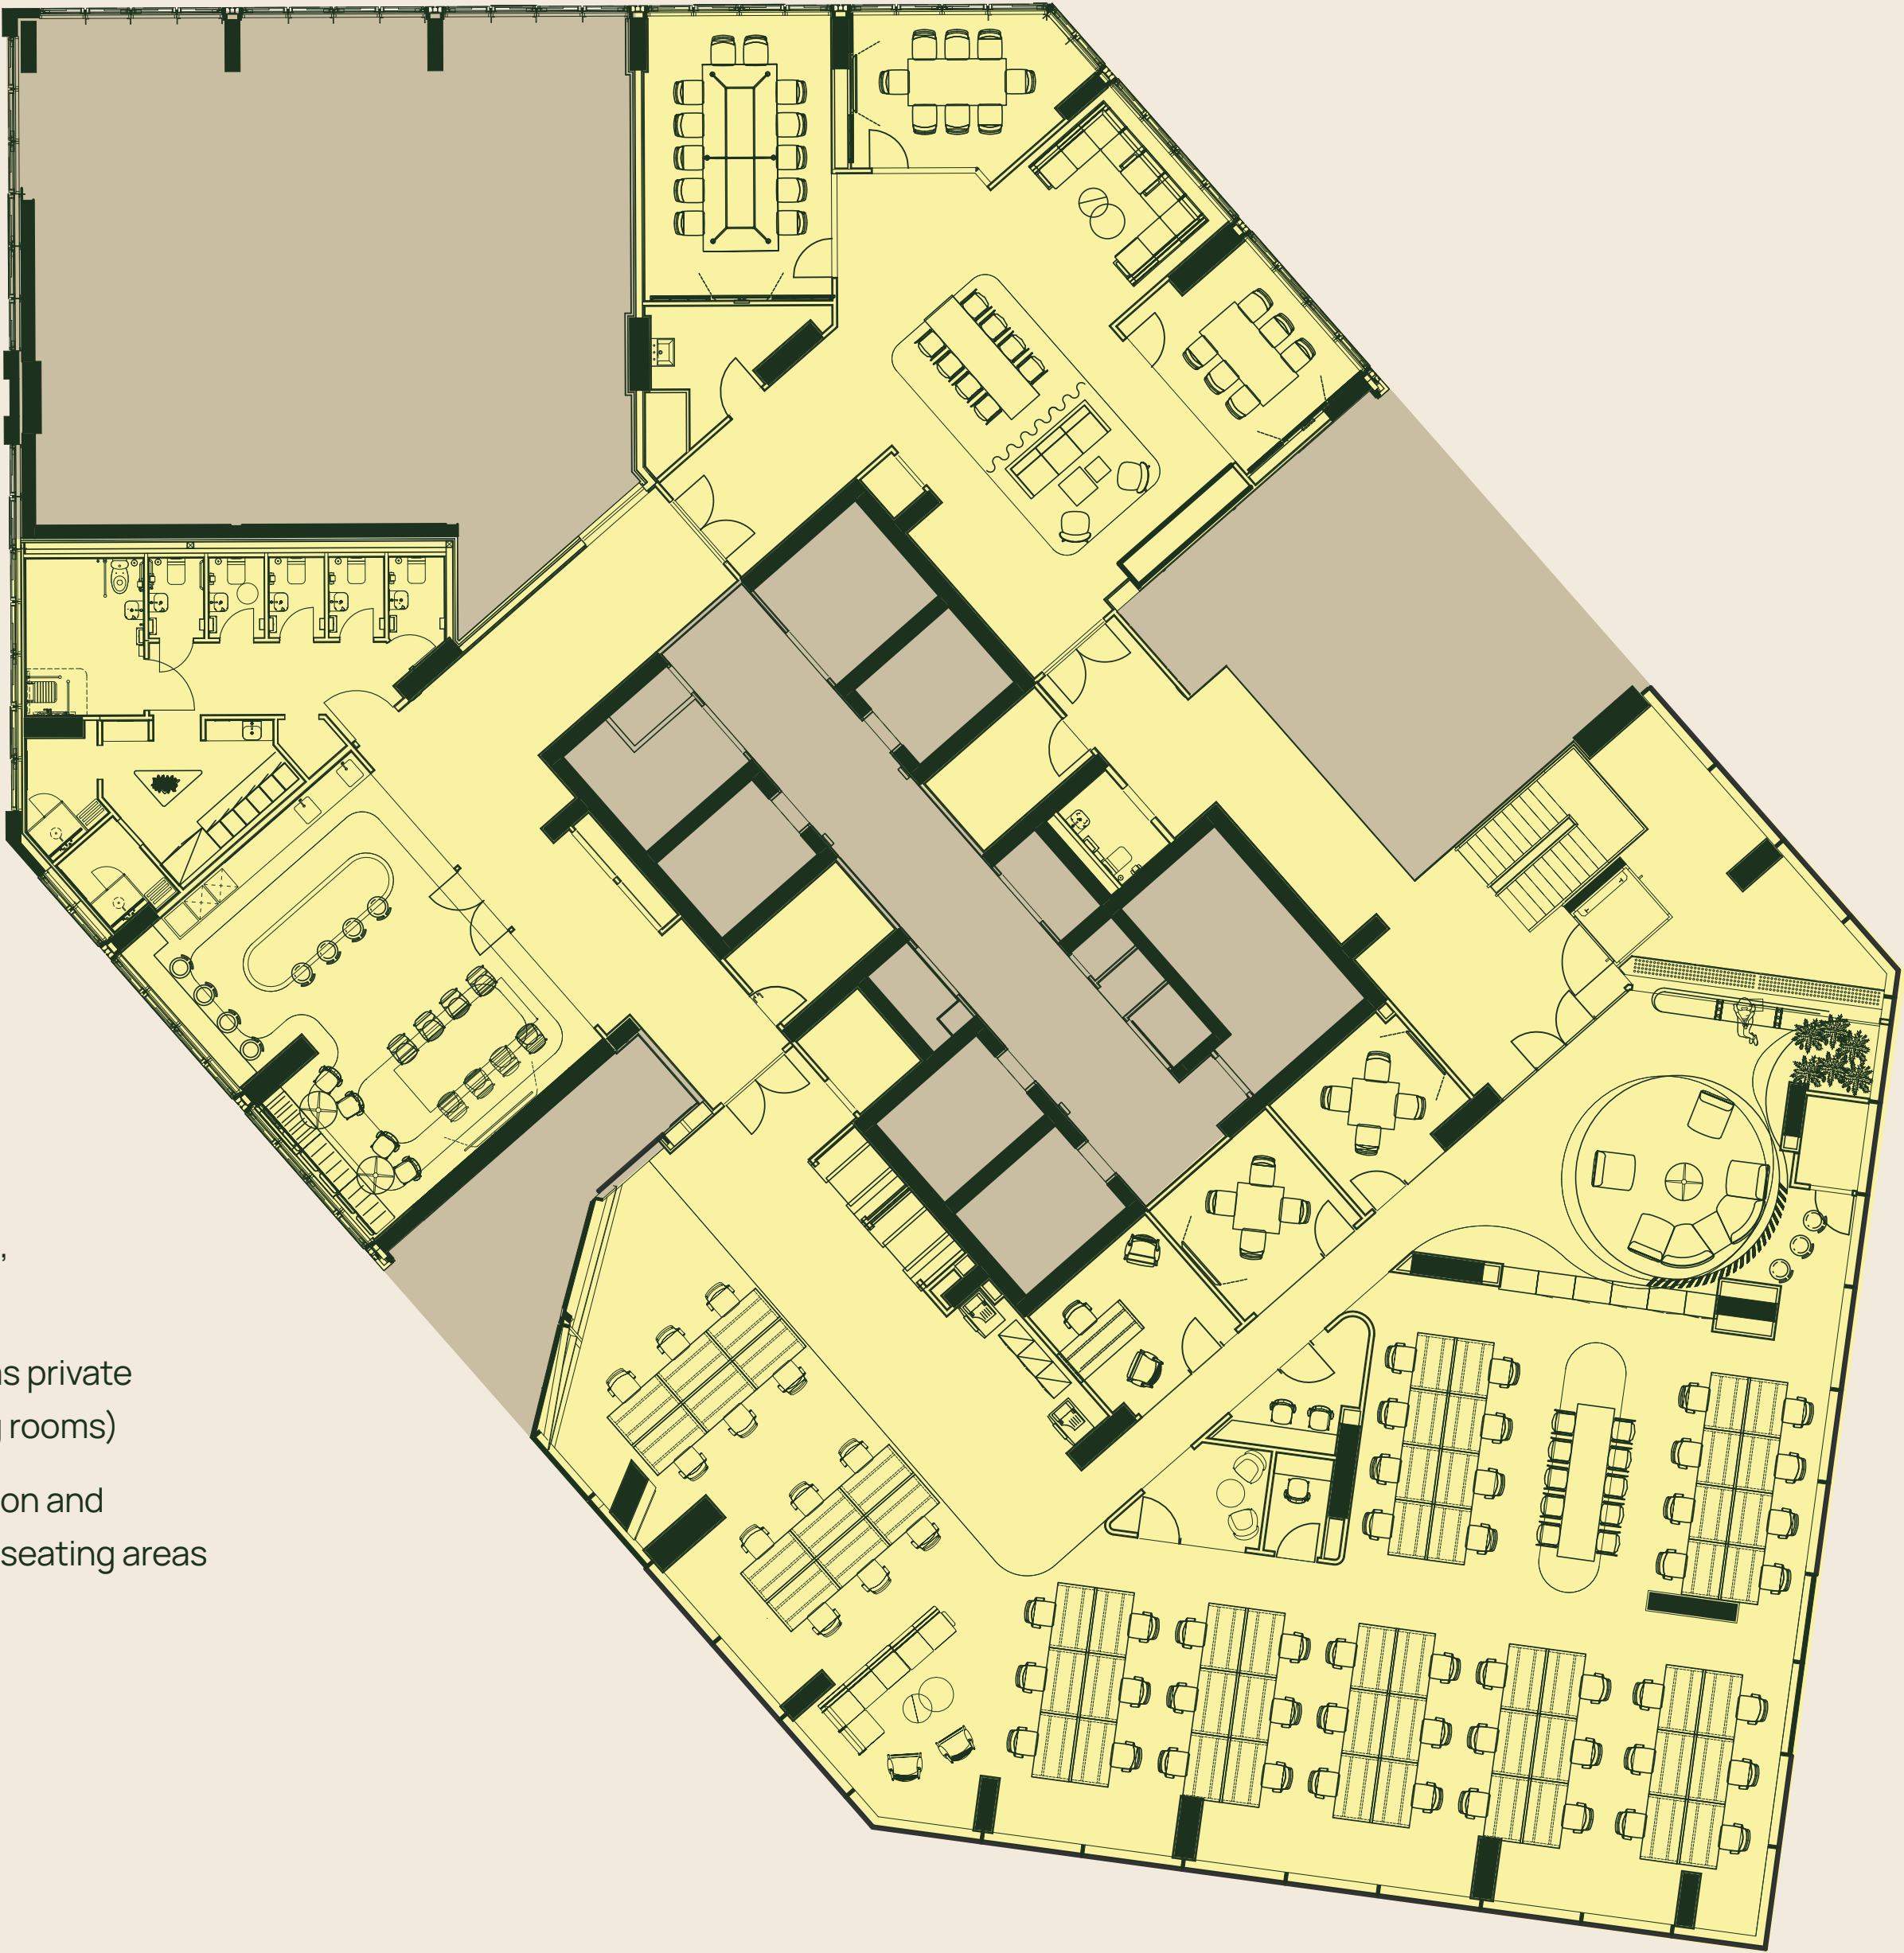 ,
s private
rooms)
on and
seating areas